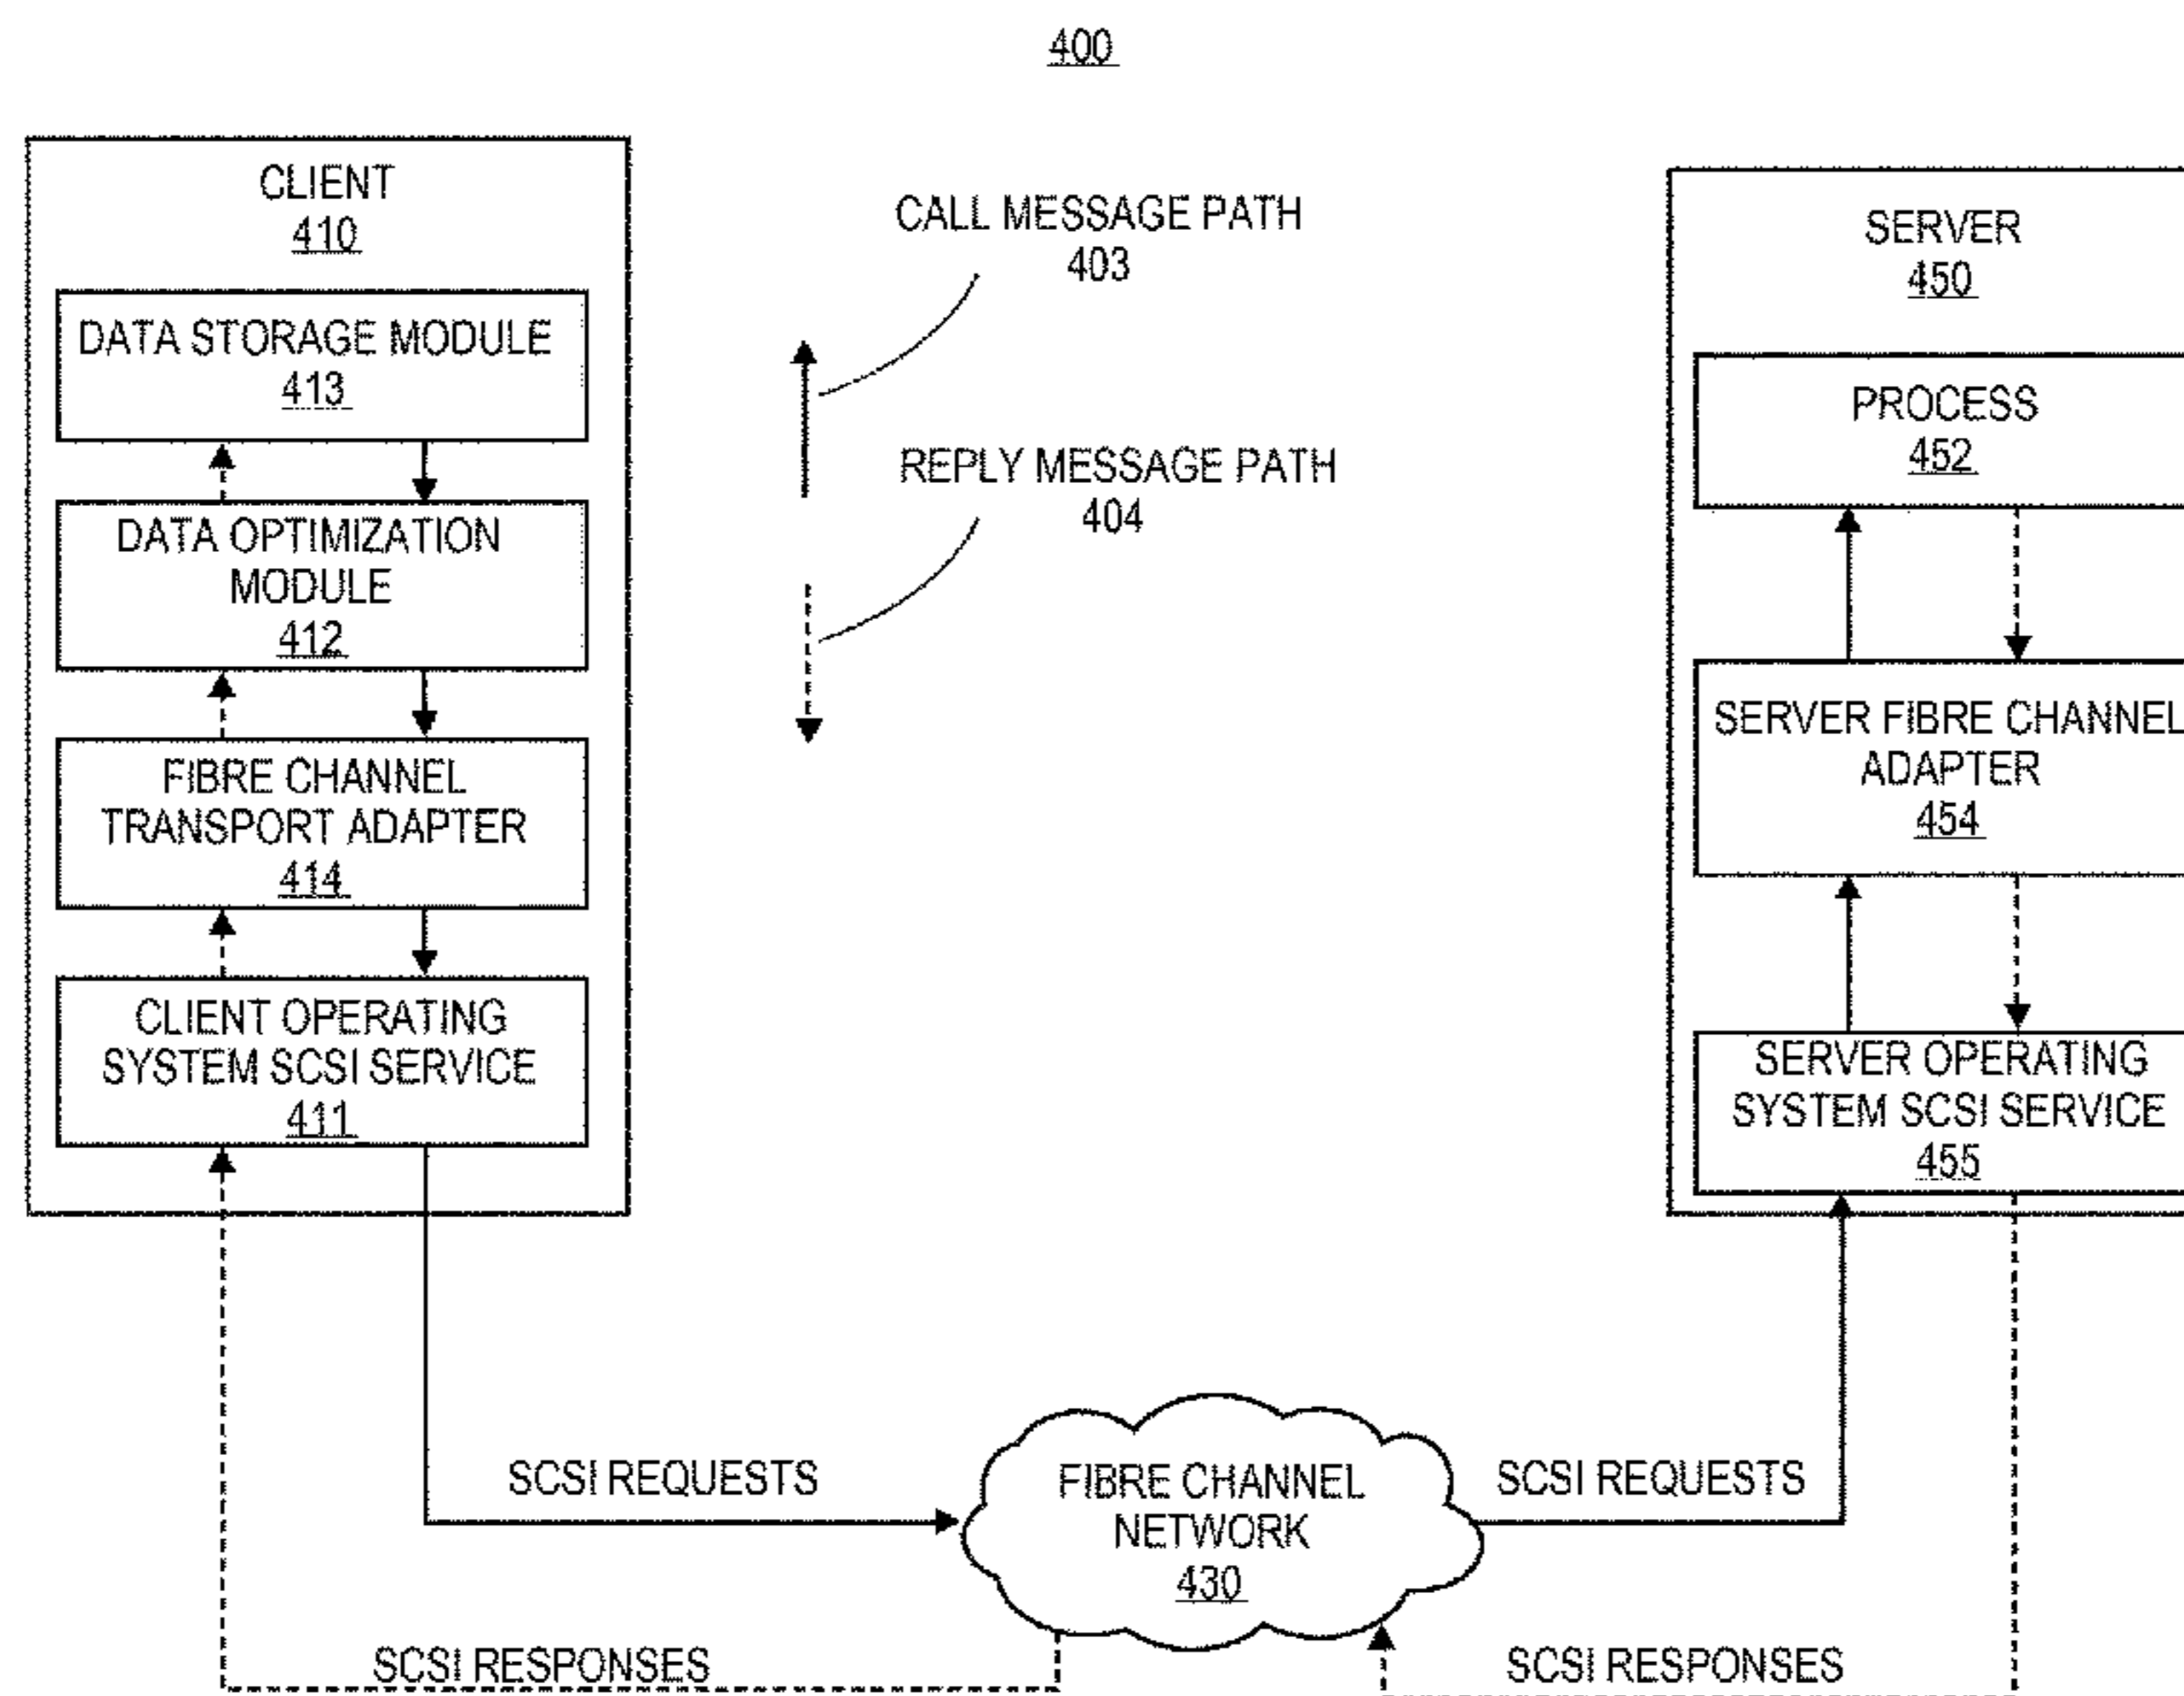 400
CLIENT
410
DATA STORAGE MODULE
413
DATA OPTIMIZATION
MODULE
412
FIBRE CHANNEL
TRANSPORT ADAPTER
414
CLIENT OPERATING
SYSTEM SCSI SERVICE
411
CALL MESSAGE PATH
403
REPLY MESSAGE PATH
404
SERVER
450
PROCESS
452
SERVER FIBRE CHANNEL
ADAPTER
454
SERVER OPERATING
SYSTEM SCSI SERVICE
455
SCSI REQUESTS
FIBRE CHANNEL
NETWORK
430
SCSI REQUESTS
SCSI RESPONSES
SCSI RESPONSES